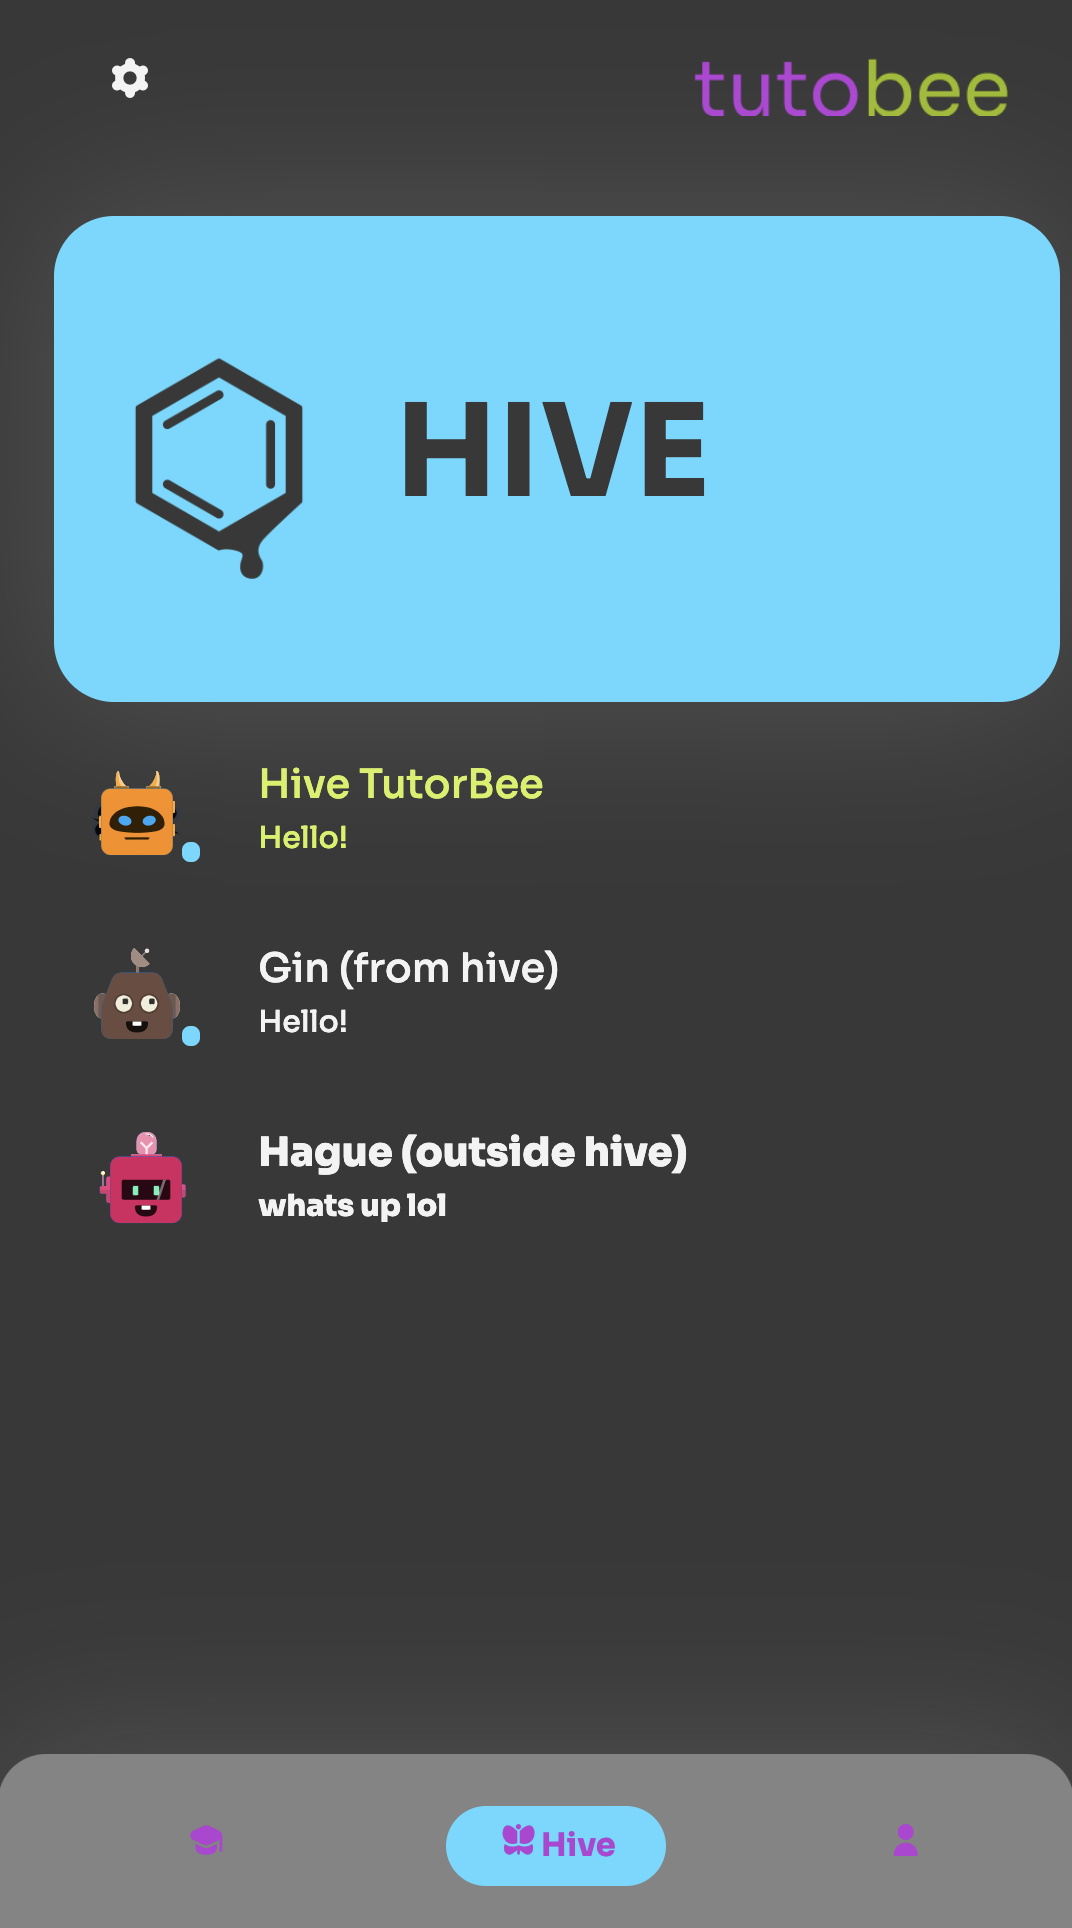 tutobee
HIVE
Hive TutorBee
Hello!
Gin (from hive)
Hello!
Hague (outside hive)
whats up lol
Hive